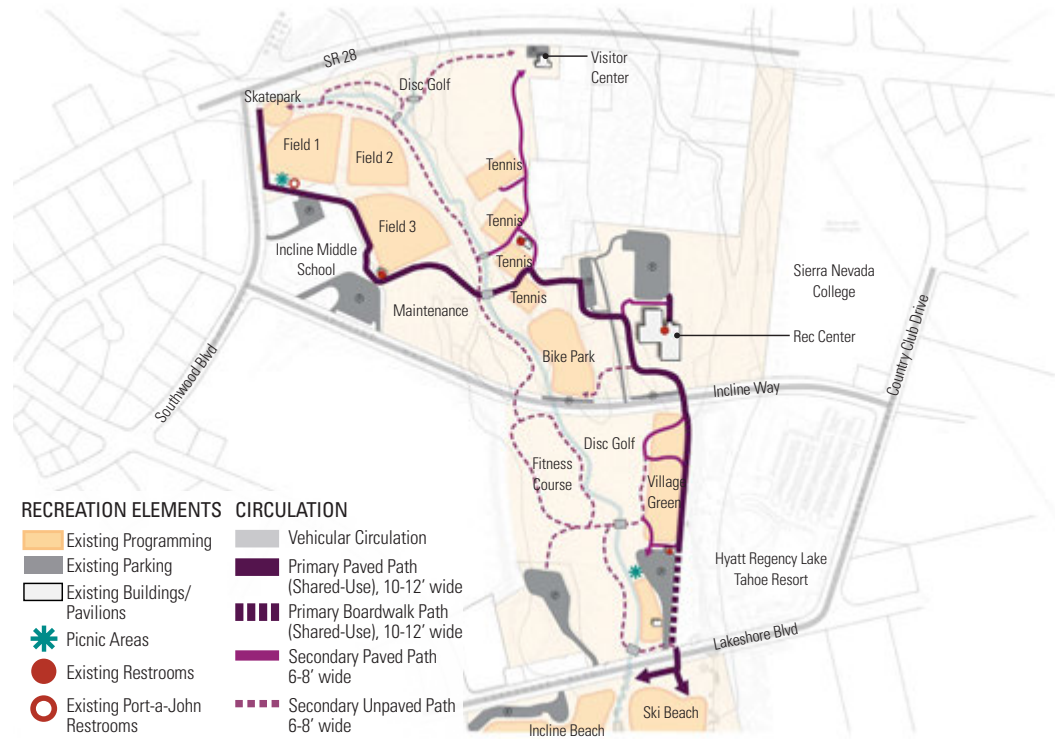 SR 28
Visitor
Center
Disc Golf
Skatepark
Field 1
Field 2
Tennis
Field 3
Tennis
Incline Middle
School
Tennis
Tennis
Maintenance
Sierra Nevada
College
Rec Center
Country Club Drive
Southwood Blvd
Bike Park
Incline Way
Disc Golf
Fitness
Course
Village
Green
Hyatt Regency Lake
Tahoe Resort
Lakeshore Blvd
Ski Beach
Incline Beach
RECREATION ELEMENTS
Existing Programming
Existing Parking
Existing Buildings/
Pavilions
Picnic Areas
Existing Restrooms
Existing Port-a-John
Restrooms
CIRCULATION
Vehicular Circulation
Primary Paved Path
(Shared-Use), 10-12’ wide
Primary Boardwalk Path
(Shared-Use), 10-12’ wide
Secondary Paved Path
6-8’ wide
Secondary Unpaved Path
6-8’ wide